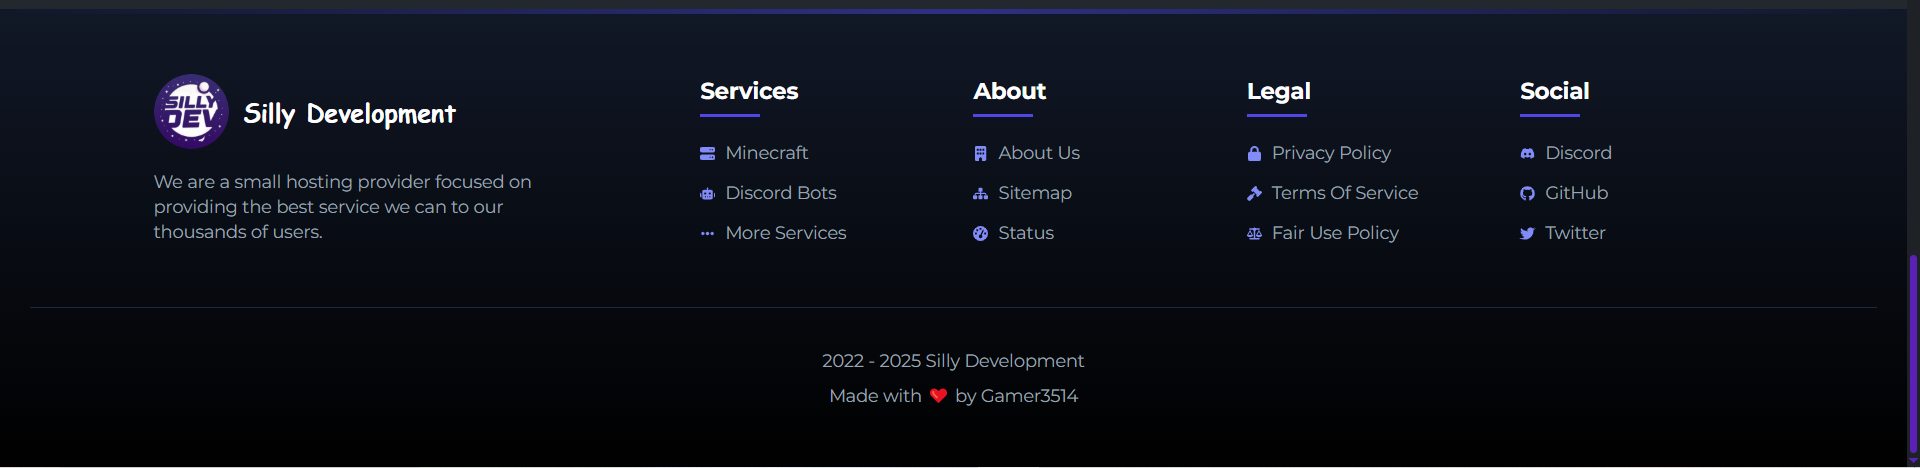 SILLY
DEV
Silly Development
We are a small hosting provider focused on
providing the best service we can to our
thousands of users.
Services
Minecraft
Discord Bots
More Services
About
About Us
Sitemap
Status
Legal
Privacy Policy
Terms Of Service
Fair Use Policy
Social
Discord
GitHub
Twitter
2022 - 2025 Silly Development
Made with ❤ by Gamer3514